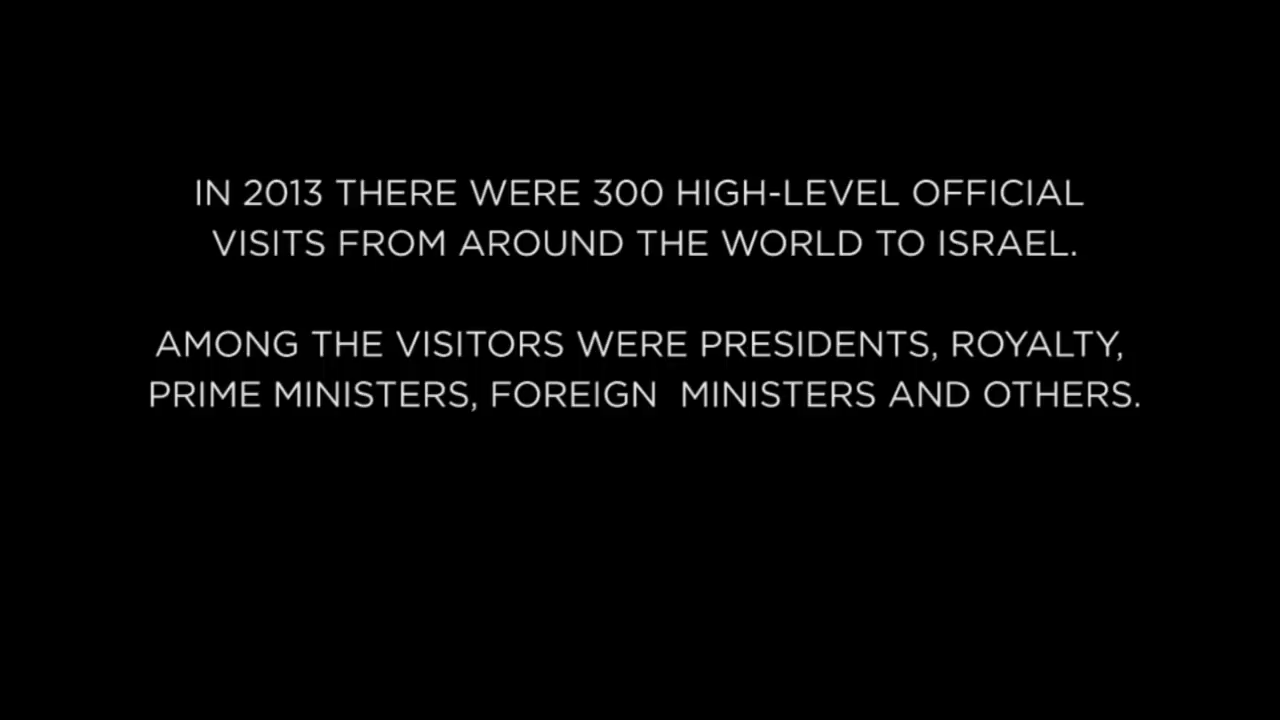 IN 2013 THERE WERE 300 HIGH-LEVEL OFFICIAL
VISITS FROM AROUND THE WORLD TO ISRAEL.
AMONG THE VISITORS WERE PRESIDENTS, ROYALTY,
PRIME MINISTERS, FOREIGN  MINISTERS AND OTHERS.